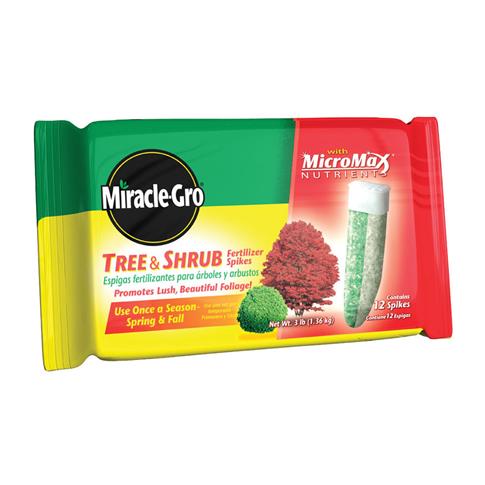 with
MicroMax
NUTRIENTS
Miracle-Gro
TREE & SHRUB Fertilizer Spikes
Espigas fertilizantes para árboles y arbustos
Promotes Lush, Beautiful Foliage!
Use Once a Season-
Spring & Fall
Contains
12 Spikes
Contiene 12 Espigas
Net Wt. 3 lb (1.36 kg)